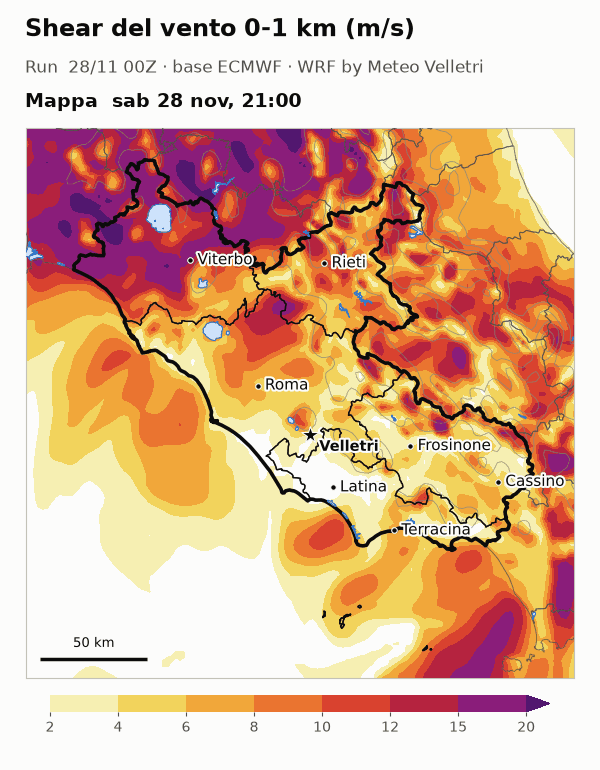 Shear del vento 0-1 km (m/s)
Run  28/11 00Z · base ECMWF · WRF by Meteo Velletri
Mappa  sab 28 nov, 21:00
Viterbo
Rieti
Roma
Velletri
Frosinone
Latina
Cassino
Terracina
50 km
2 4 6 8 10 12 15 20